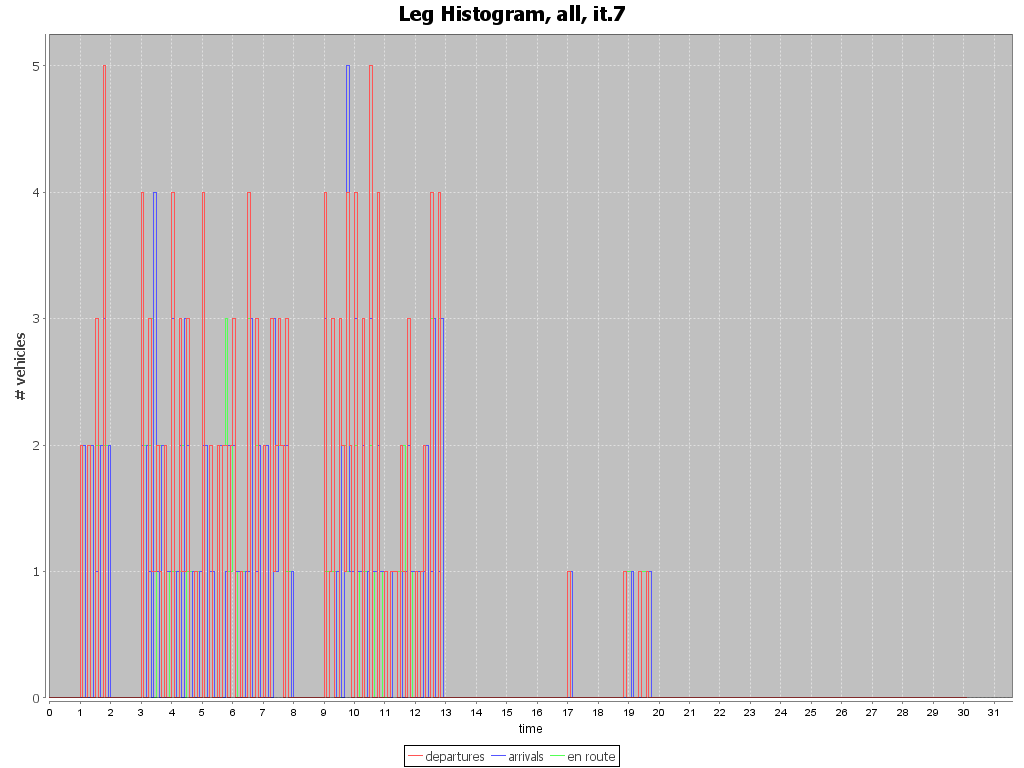 Leg Histogram, all, it.7
# vehicles
5
4
3
2
1
0
0 1 2 3 4 5 6 7 8 9 10 11 12 13 14 15 16 17 18 19 20 21 22 23 24 25 26 27 28 29 30 31
time
departures arrivals en route